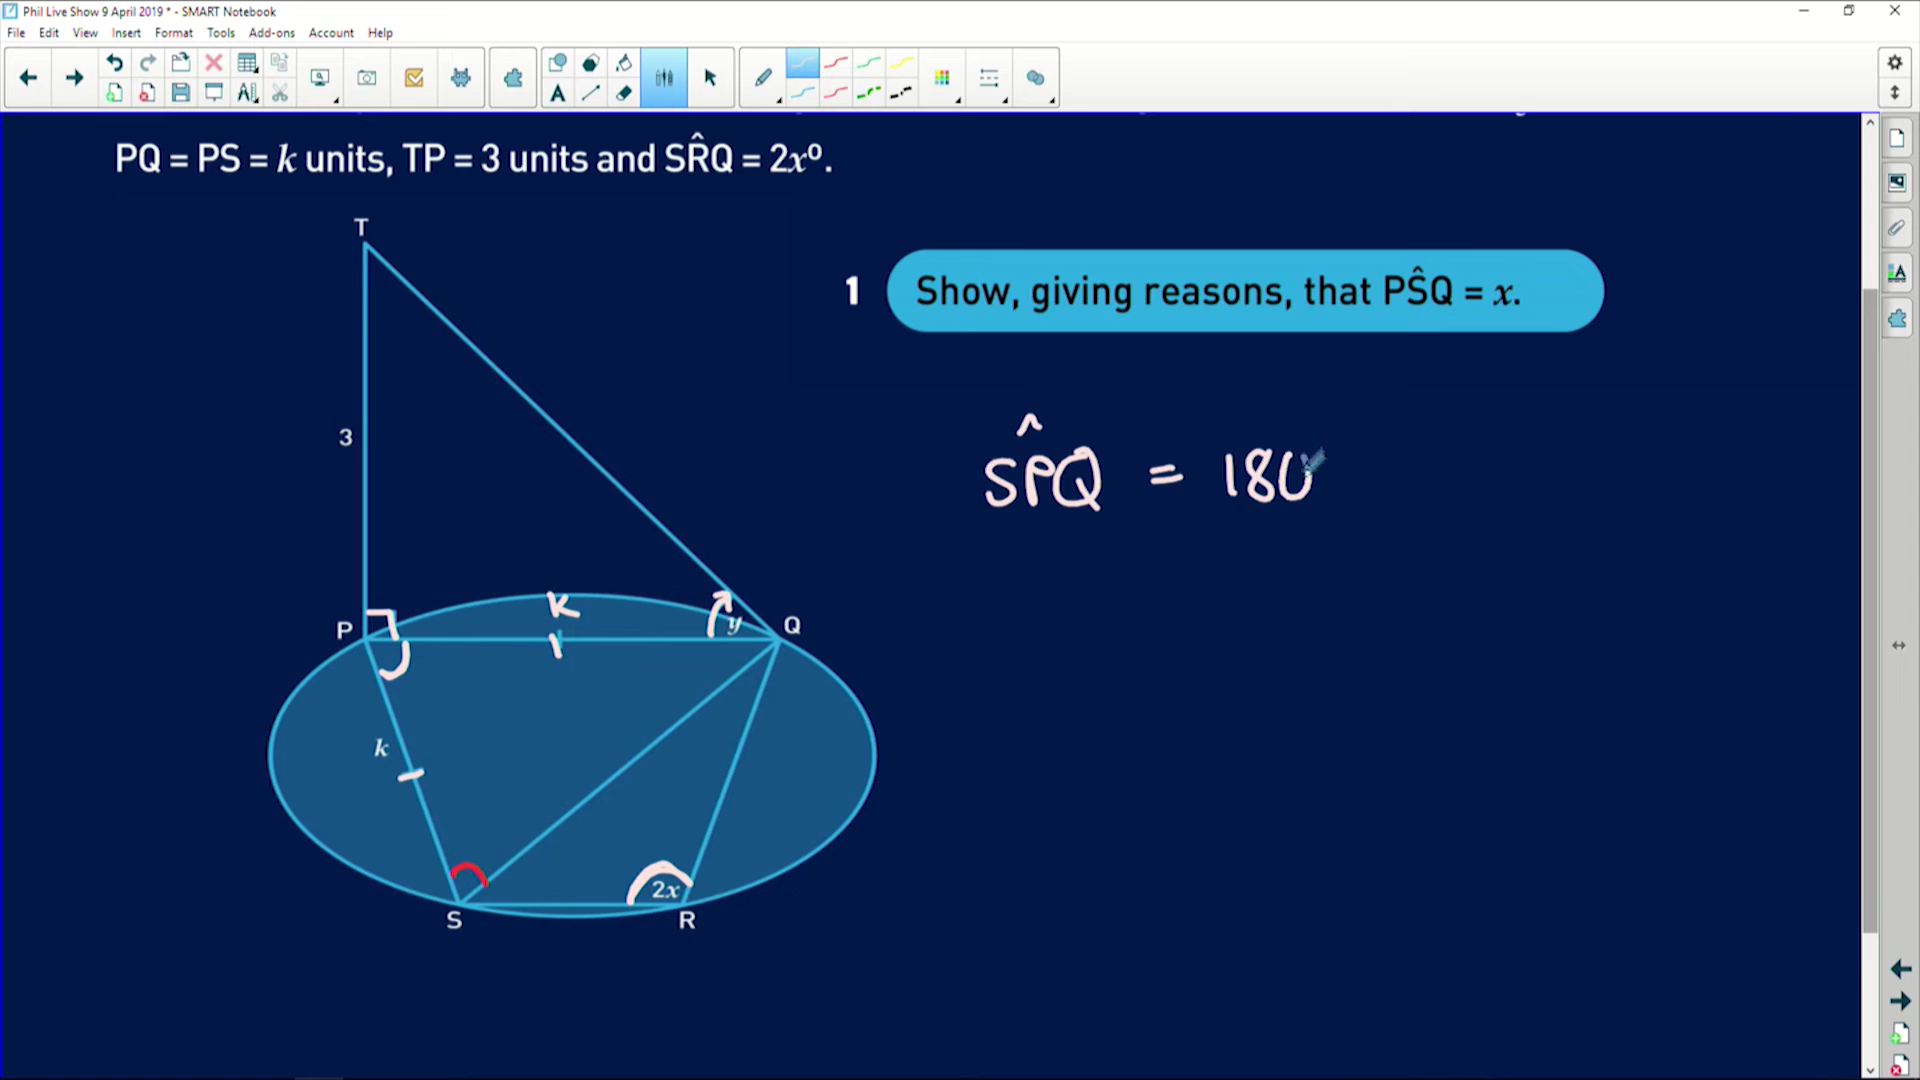 Phil Live Show 9 April 2019 * - SMART Notebook
File Edit View Insert Format Tools Add-ons Account Help
PQ = PS = k units, TP = 3 units and SR̂Q = 2xº.
T
1 Show, giving reasons, that PŜQ = x.
3
SP̂Q = 180
k
P
y
Q
k
2x
S
R